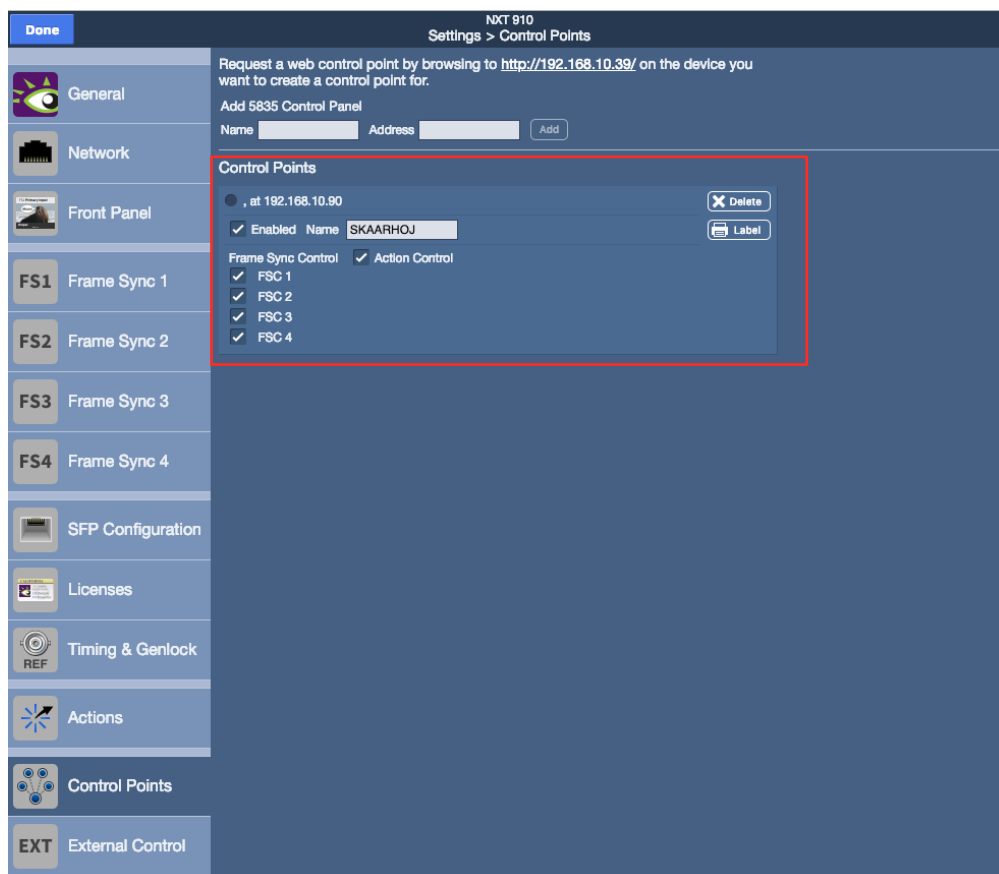 Done
NXT 910
Settings > Control Points
General
Network
Front Panel
FS1 Frame Sync 1
FS2 Frame Sync 2
FS3 Frame Sync 3
FS4 Frame Sync 4
SFP Configuration
Licenses
REF
Timing & Genlock
Actions
Control Points
EXT External Control
Request a web control point by browsing to http://192.168.10.39/ on the device you
want to create a control point for.
Add 5835 Control Panel
Name Address Add
Control Points
, at 192.168.10.90 Delete
Enabled Name SKAARHOJ Label
Frame Sync Control Action Control
FSC 1
FSC 2
FSC 3
FSC 4